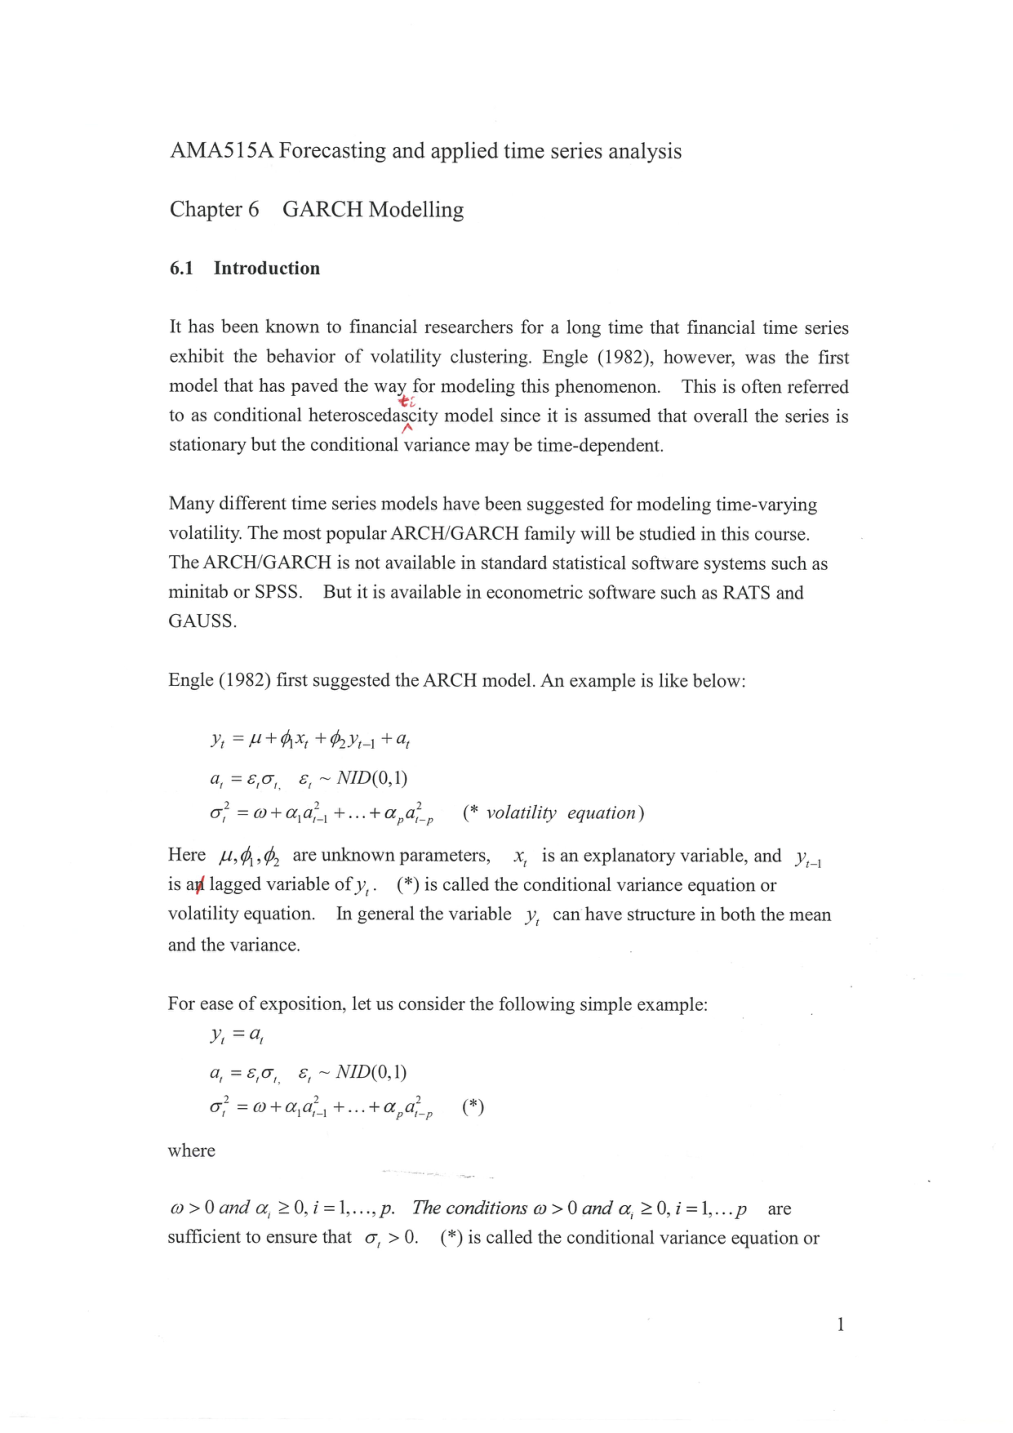 AMA515A Forecasting and applied time series analysis
Chapter 6 GARCH Modelling
6.1 Introduction
It has been known to financial researchers for a long time that financial time series
exhibit the behavior of volatility clustering. Engle (1982), however, was the first
model that has paved the way for modeling this phenomenon. This is often referred
ti
to as conditional heteroscedascity model since it is assumed that overall the series is
stationary but the conditional variance may be time-dependent.
Many different time series models have been suggested for modeling time-varying
volatility. The most popular ARCH/GARCH family will be studied in this course.
The ARCH/GARCH is not available in standard statistical software systems such as
minitab or SPSS. But it is available in econometric software such as RATS and
GAUSS.
Engle (1982) first suggested the ARCH model. An example is like below:
y_t = μ + ϕ_1 x_t + ϕ_2 y_{t-1} + a_t
a_t = ε_t σ_t, ε_t ~ NID(0,1)
σ_t^2 = ω + α_1 a_{t-1}^2 + ... + α_p a_{t-p}^2 (* volatility equation)
Here μ, ϕ_1, ϕ_2 are unknown parameters, x_t is an explanatory variable, and y_{t-1}
is an lagged variable of y_t. (*) is called the conditional variance equation or
volatility equation. In general the variable y_t can have structure in both the mean
and the variance.
For ease of exposition, let us consider the following simple example:
y_t = a_t
a_t = ε_t σ_t, ε_t ~ NID(0,1)
σ_t^2 = ω + α_1 a_{t-1}^2 + ... + α_p a_{t-p}^2 (*)
where
ω > 0 and α_i ≥ 0, i = 1,..., p. The conditions ω > 0 and α_i ≥ 0, i = 1,... p are
sufficient to ensure that σ_t > 0. (*) is called the conditional variance equation or
1